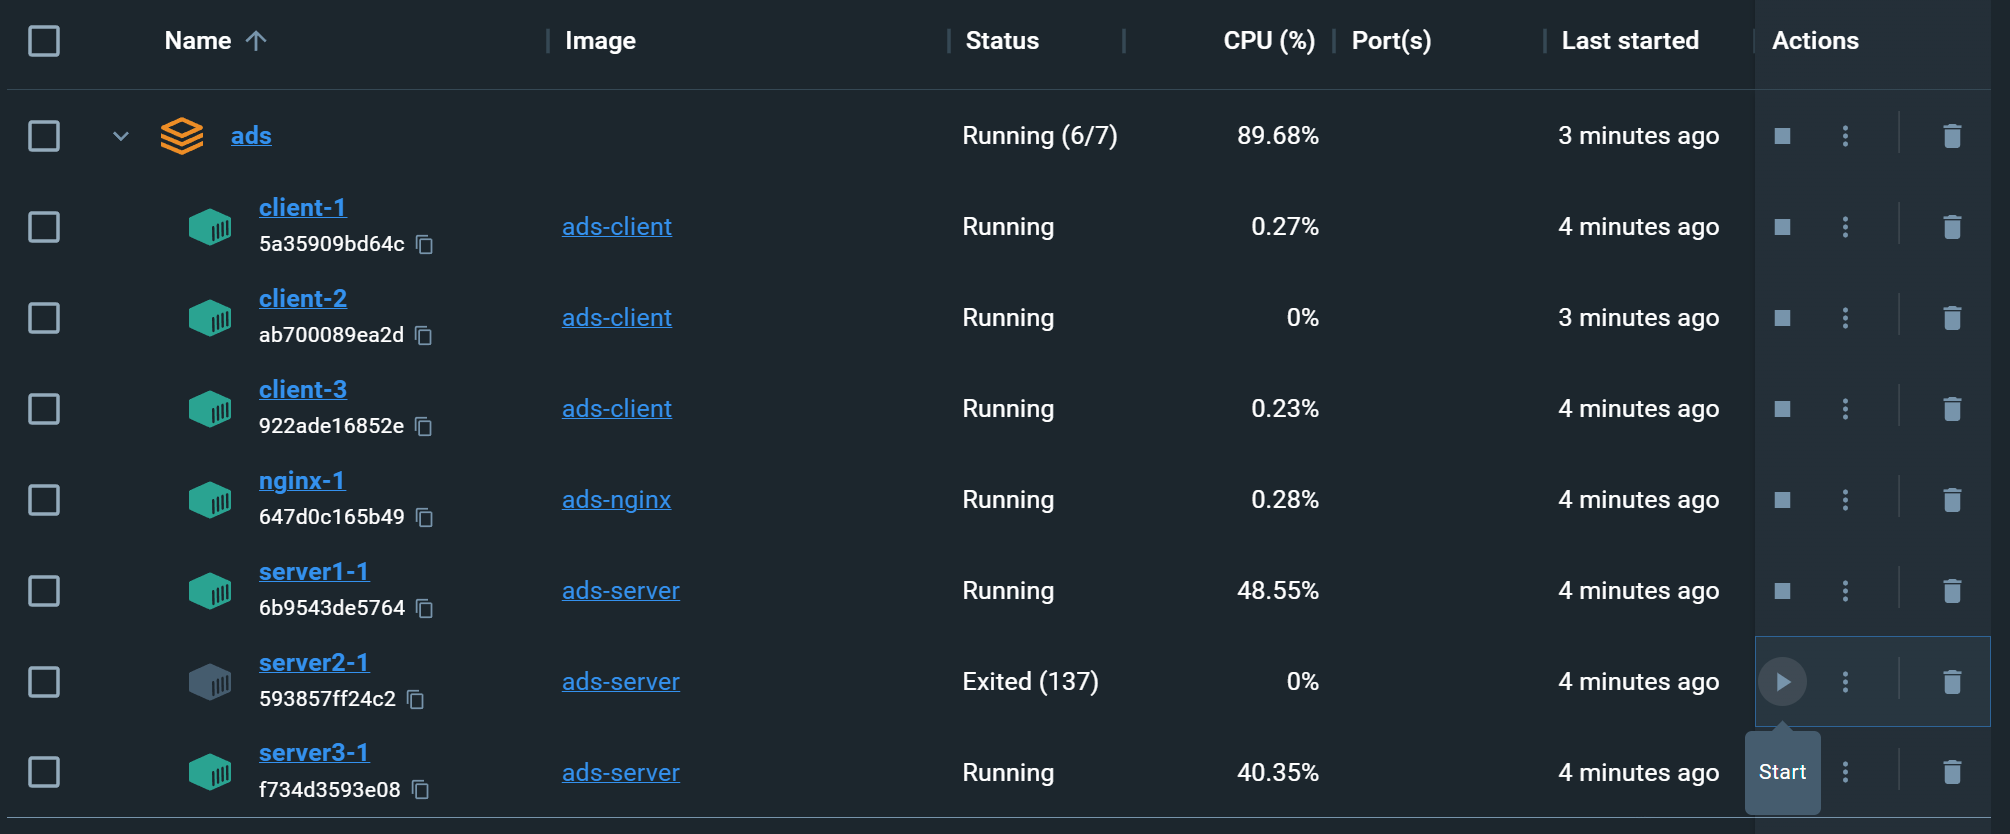 Name Image Status CPU (%) Port(s) Last started Actions
ads Running (6/7) 89.68% 3 minutes ago
client-1
5a35909bd64c ads-client Running 0.27% 4 minutes ago
client-2
ab700089ea2d ads-client Running 0% 3 minutes ago
client-3
922ade16852e ads-client Running 0.23% 4 minutes ago
nginx-1
647d0c165b49 ads-nginx Running 0.28% 4 minutes ago
server1-1
6b9543de5764 ads-server Running 48.55% 4 minutes ago
server2-1
593857ff24c2 ads-server Exited (137) 0% 4 minutes ago
server3-1
f734d3593e08 ads-server Running 40.35% 4 minutes ago Start